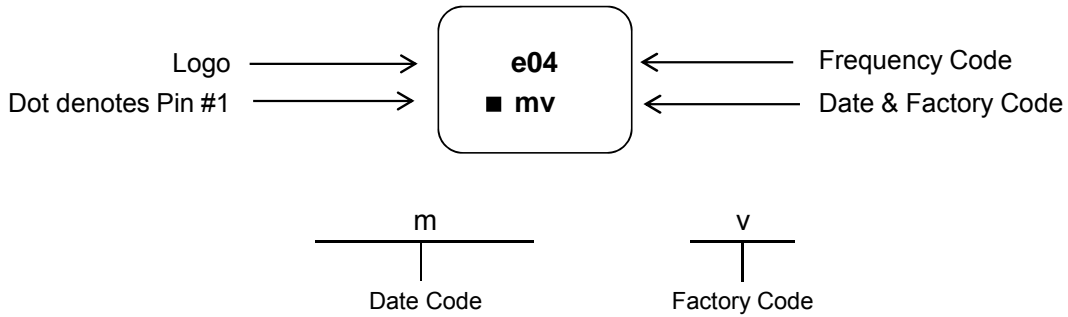 Logo
e04
Frequency Code
Dot denotes Pin #1
■ mv
Date & Factory Code
m
v
Date Code
Factory Code